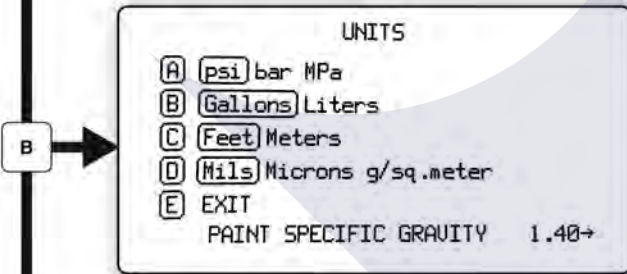 UNITS
A psi bar MPa
B Gallons Liters
B
C Feet Meters
D Mils Microns g/sq.meter
E EXIT
PAINT SPECIFIC GRAVITY 1.40→